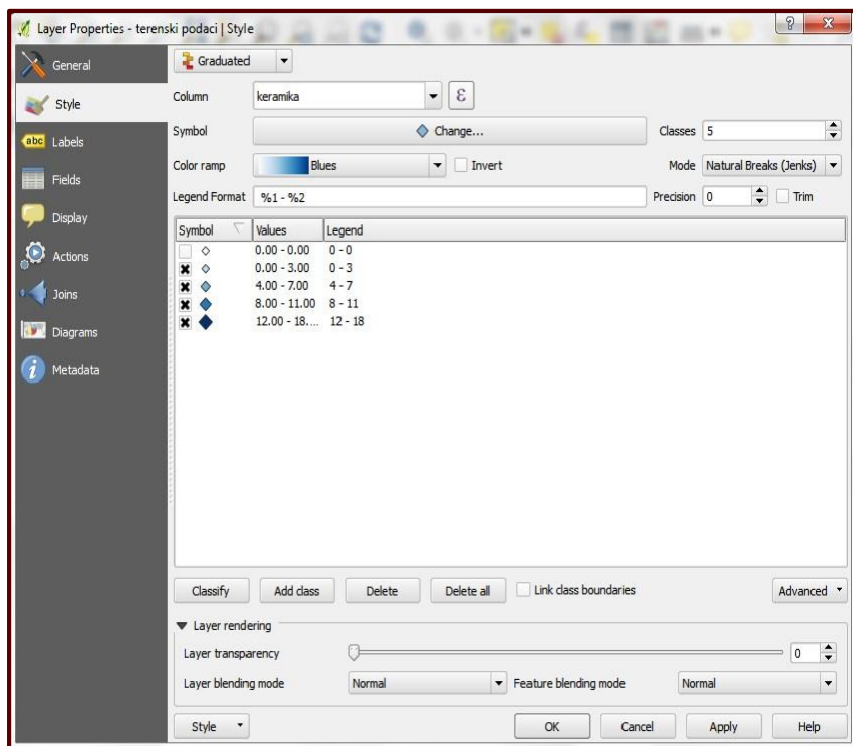 Layer Properties - terenski podaci | Style
General
Style
Labels
Fields
Display
Actions
Joins
Diagrams
Metadata
abc
Graduated
Column keramika ε
Symbol Change... Classes 5
Color ramp Blues Invert Mode Natural Breaks (Jenks)
Legend Format %1 - %2 Precision 0 Trim
Symbol Values Legend
0.00 - 0.00 0 - 0
0.00 - 3.00 0 - 3
4.00 - 7.00 4 - 7
8.00 - 11.00 8 - 11
12.00 - 18.... 12 - 18
Classify Add class Delete Delete all Link class boundaries Advanced
Layer rendering
Layer transparency 0
Layer blending mode Normal Feature blending mode Normal
Style OK Cancel Apply Help